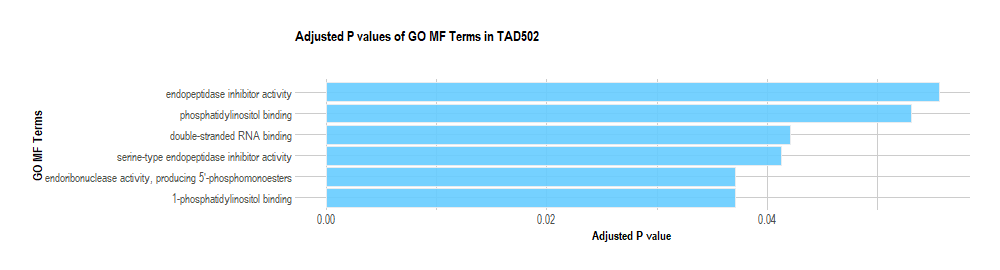 Adjusted P values of GO MF Terms in TAD502
GO MF Terms
endopeptidase inhibitor activity
phosphatidylinositol binding
double-stranded RNA binding
serine-type endopeptidase inhibitor activity
endoribonuclease activity, producing 5'-phosphomonoesters
1-phosphatidylinositol binding
0.00 0.02 0.04
Adjusted P value